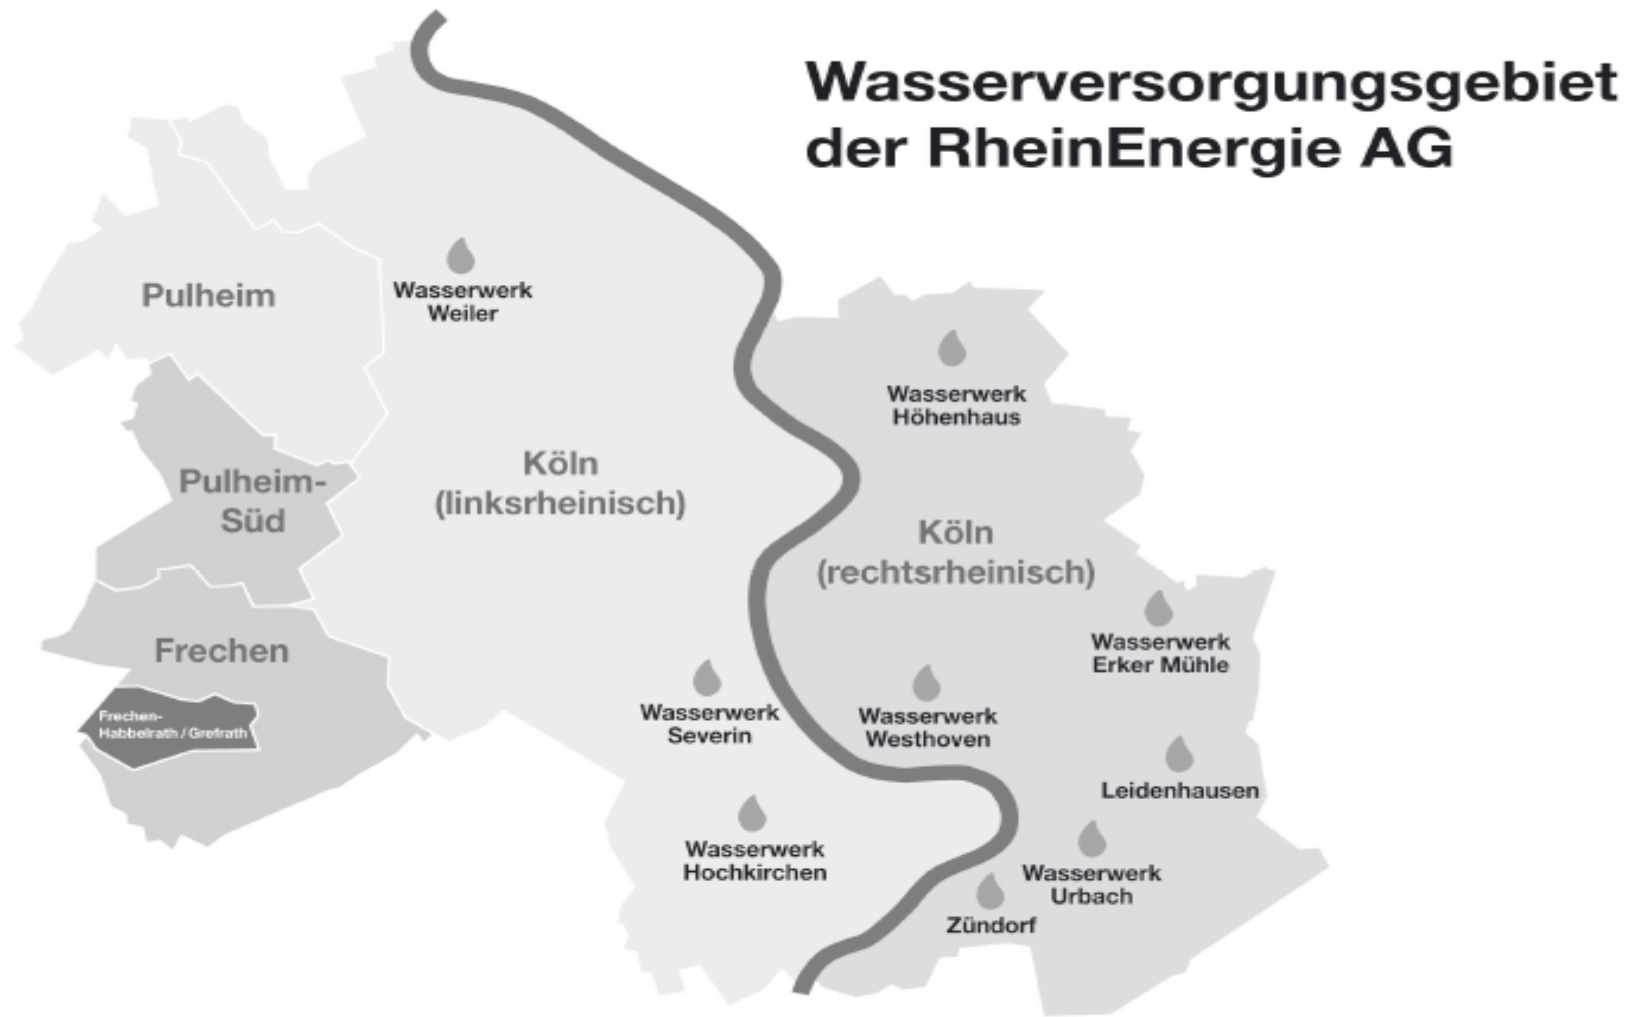 Wasserversorgungsgebiet
der RheinEnergie AG
Pulheim
Wasserwerk
Weiler
Wasserwerk
Höhenhaus
Pulheim-
Süd
Köln
(linksrheinisch)
Köln
(rechtsrheinisch)
Frechen
Frechen-
Habbelrath / Grefrath
Wasserwerk
Erker Mühle
Wasserwerk
Severin
Wasserwerk
Westhoven
Leidenhausen
Wasserwerk
Hochkirchen
Wasserwerk
Urbach
Zündorf